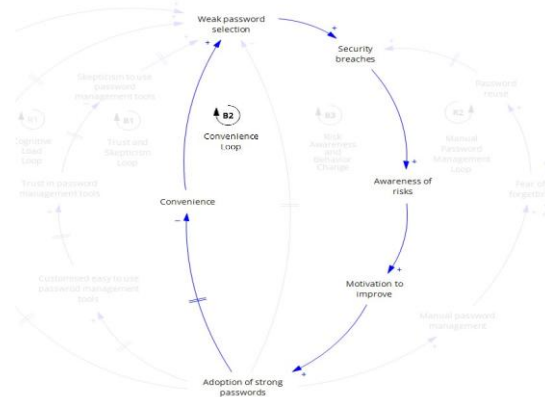 Weak password
selection
Security
breaches
Skepticism to use
password
management tools
Password
reuse
B1
B1
B2
R2
Cognitive
Load
Loop
Trust and
Skepticism
Loop
Convenience
Loop
Risk
Awareness
and
Behavior
Change
Manual
Password
Management
Loop
Trust in password
management tools
Convenience
Awareness of
risks
Fear of
Customized easy to use
password management
tools
Motivation to
improve
Manual password
management
Adoption of strong
passwords